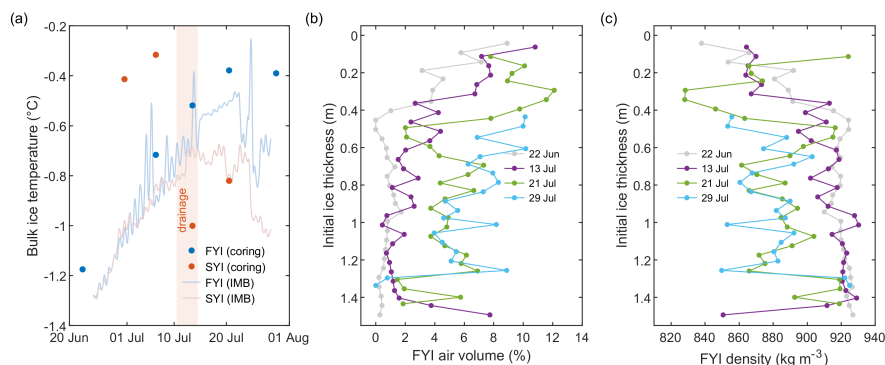 (a)
-0.2
-0.4
-0.6
-0.8
-1
-1.2
-1.4
Bulk ice temperature (°C)
drainage
FYI (coring)
SYI (coring)
FYI (IMB)
SYI (IMB)
20 Jun 01 Jul 10 Jul 20 Jul 01 Aug
(b)
0
0.2
0.4
0.6
0.8
1
1.2
1.4
Initial ice thickness (m)
22 Jun
13 Jul
21 Jul
29 Jul
0 2 4 6 8 10 12 14
FYI air volume (%)
(c)
0
0.2
0.4
0.6
0.8
1
1.2
1.4
Initial ice thickness (m)
22 Jun
13 Jul
21 Jul
29 Jul
820 840 860 880 900 920 940
FYI density (kg m⁻³)